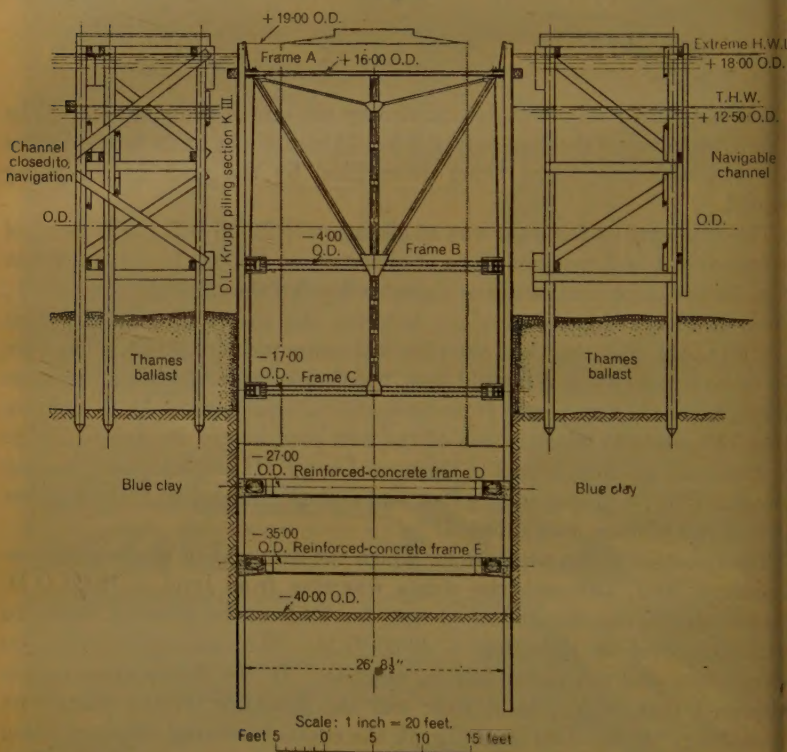 + 19·00 O.D.
Frame A
+ 16·00 O.D.
Extreme H.W.
+ 18·00 O.D.
T.H.W.
+ 12·50 O.D.
Channel
closed to
navigation
D.L. Krupp piling section K III.
Navigable
channel
O.D.
O.D.
— 4·00
O.D.
Frame B
Thames
ballast
— 17·00
O.D.
Frame C
Thames
ballast
Blue clay
— 27·00
O.D. Reinforced-concrete frame D
Blue clay
— 35·00
O.D. Reinforced-concrete frame E
— 40·00 O.D.
26' 8½"
Scale: 1 inch = 20 feet.
Feet 5 0 5 10 15 feet